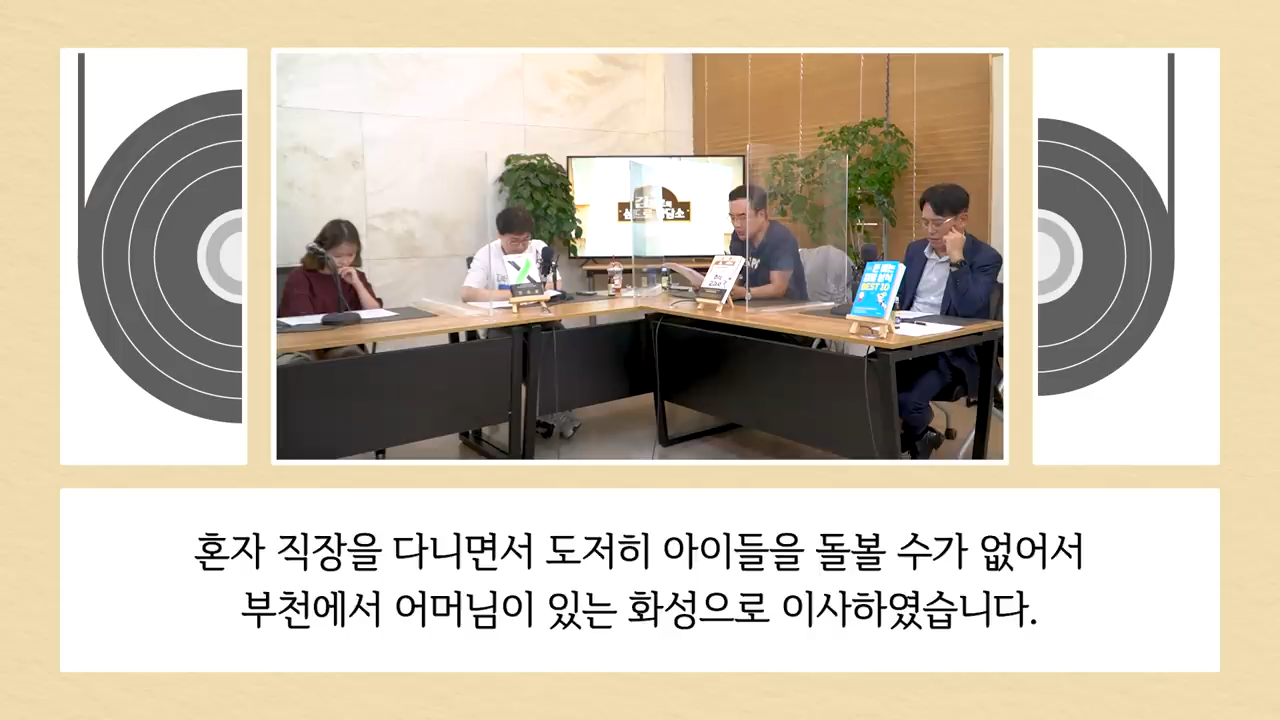 BEST 10
혼자 직장을 다니면서 도저히 아이들을 돌볼 수가 없어서
부천에서 어머님이 있는 화성으로 이사하였습니다.